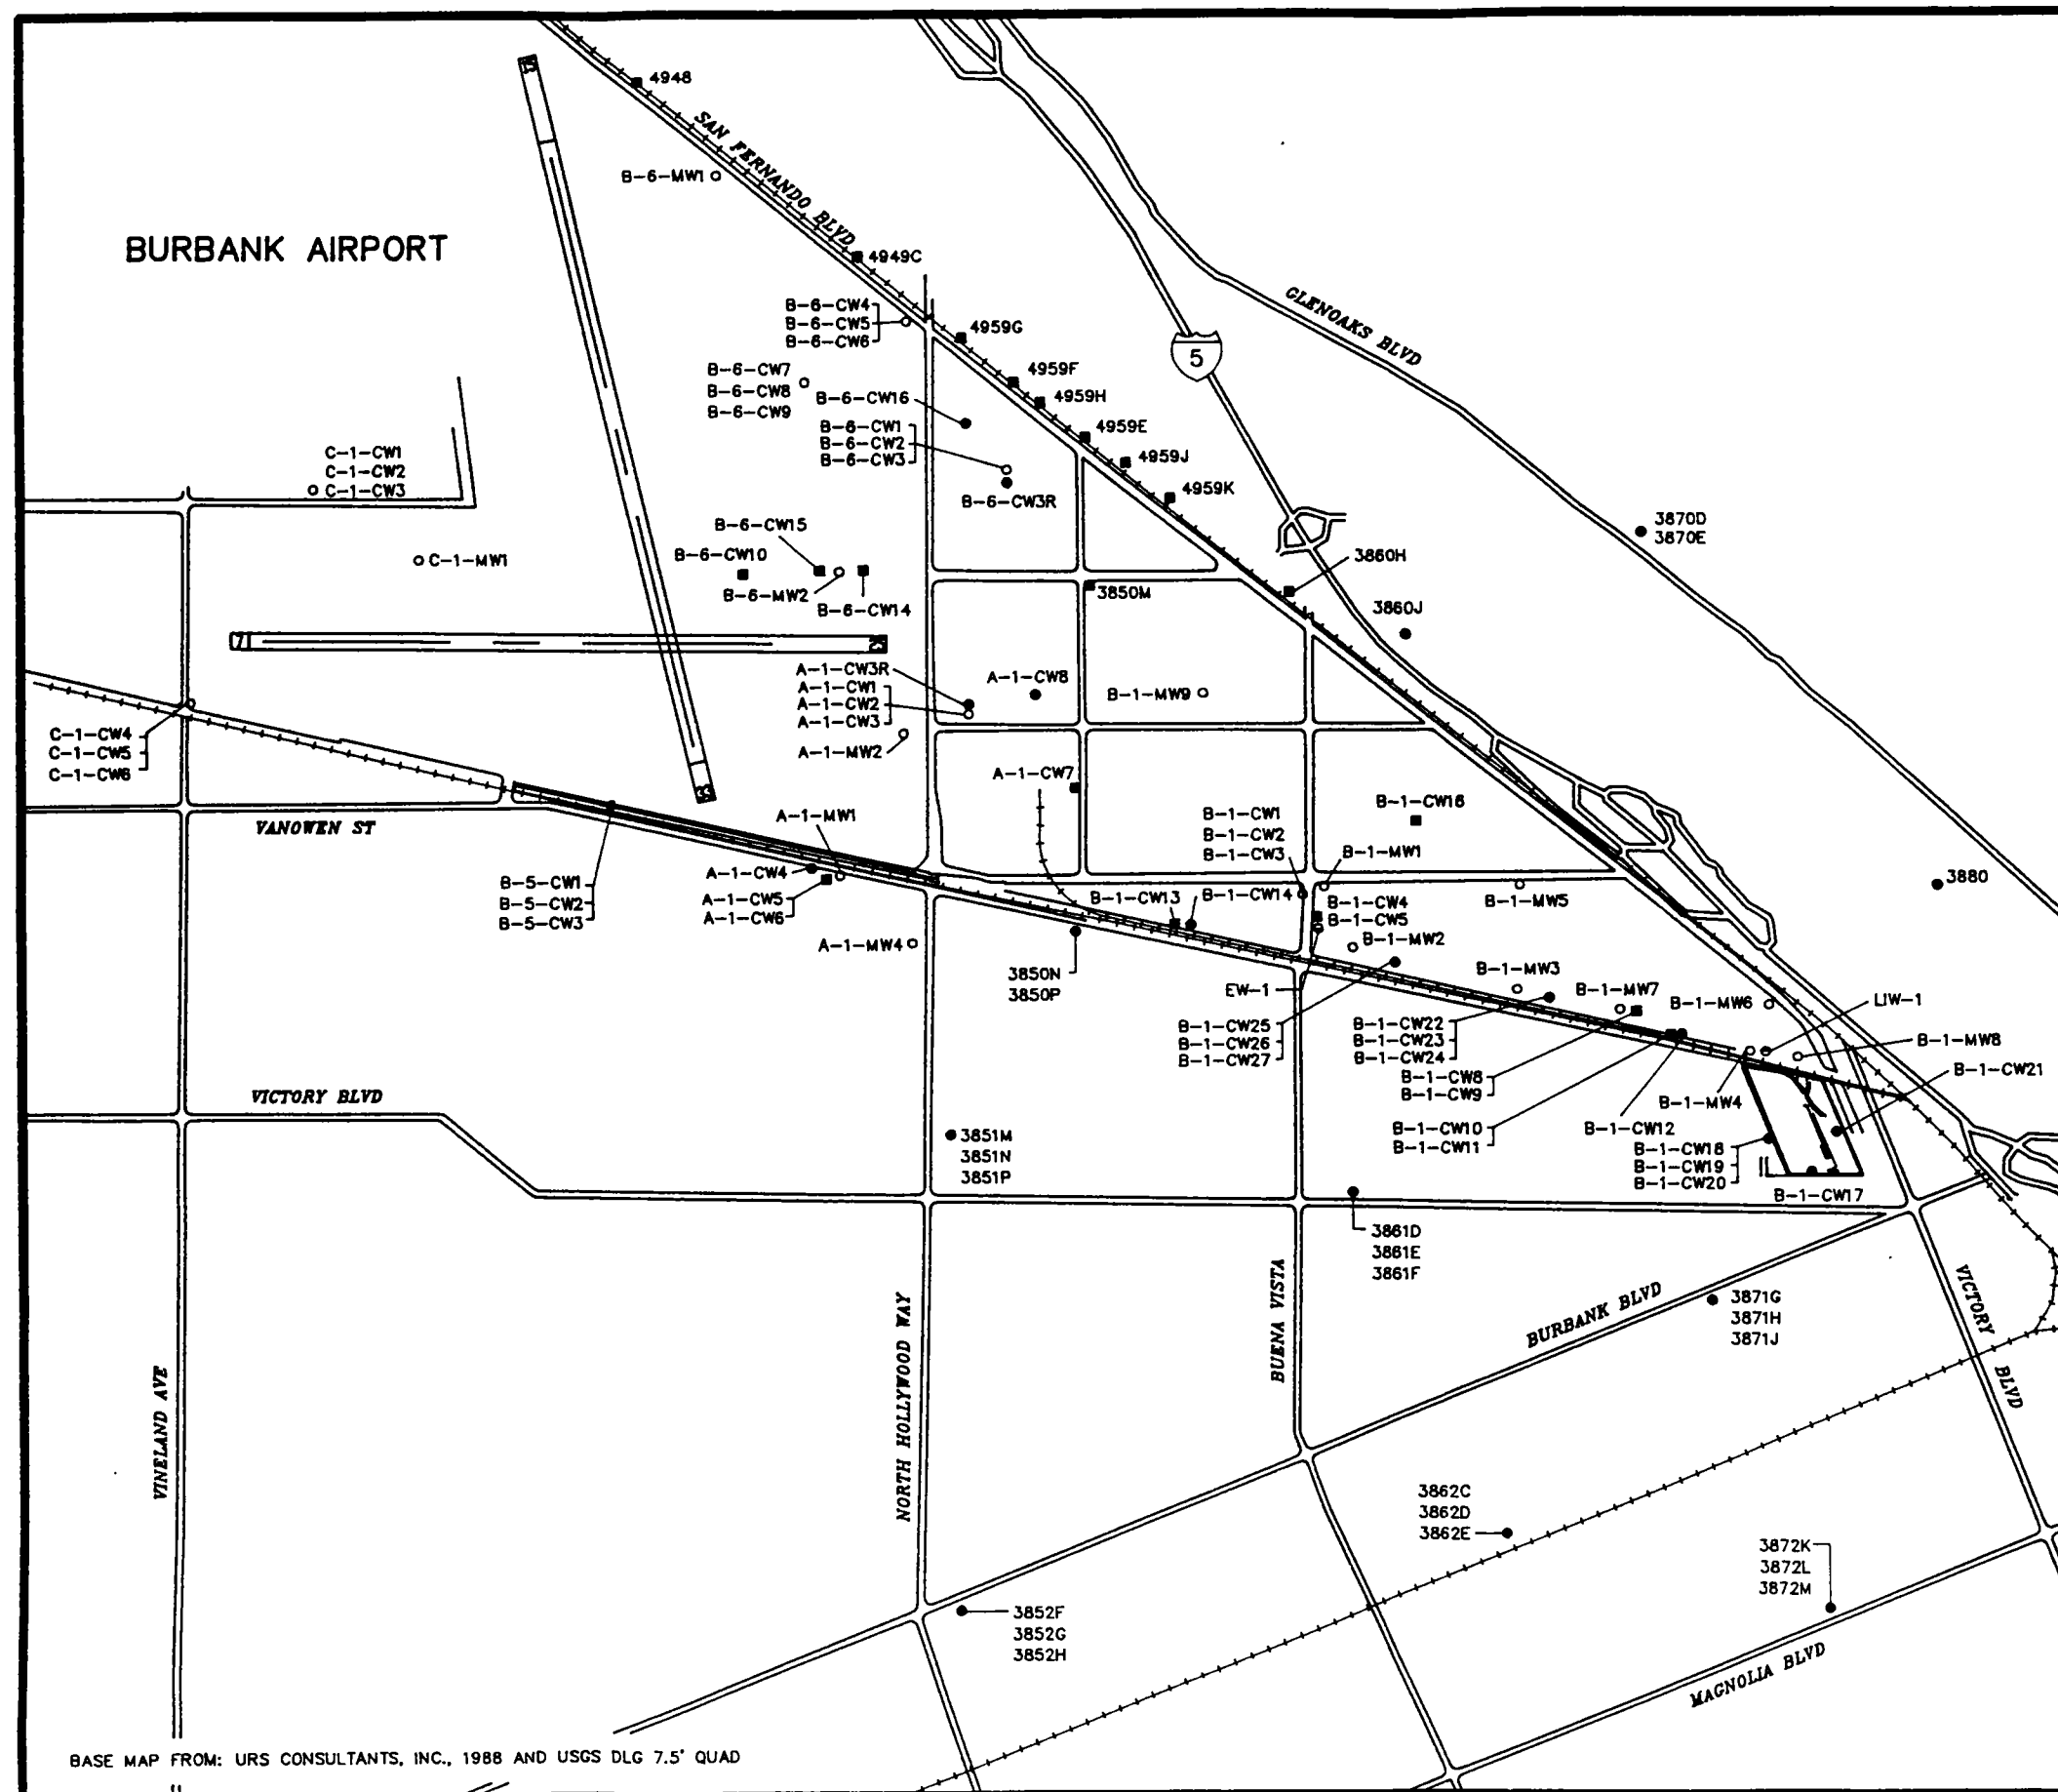 4948
SAN FERNANDO BLVD
B-6-MW1
BURBANK AIRPORT
4949C
GLENOAKS BLVD
B-6-CW4
B-6-CW5
B-6-CW6
4959G
5
4959F
B-6-CW7
B-6-CW8
B-6-CW9
B-6-CW16
4959H
B-6-CW1
B-6-CW2
B-6-CW3
4959E
4959J
C-1-CW1
C-1-CW2
C-1-CW3
4959K
B-6-CW3R
3870D
3870E
B-6-CW15
B-6-CW10
C-1-MW1
3860H
B-6-MW2
B-6-CW14
3850M
3860J
7
25
A-1-CW3R
A-1-CW1
A-1-CW2
A-1-CW3
A-1-CW8
B-1-MW9
C-1-CW4
C-1-CW5
C-1-CW6
A-1-MW2
A-1-CW7
33
B-1-CW16
VANOWEN ST
A-1-MW1
B-1-CW1
B-1-CW2
B-1-CW3
B-1-MW1
A-1-CW4
B-5-CW1
B-5-CW2
B-5-CW3
A-1-CW5
A-1-CW6
3880
B-1-CW13
B-1-CW14
B-1-CW4
B-1-CW5
B-1-MW5
A-1-MW4
B-1-MW2
3850N
3850P
EW-1
B-1-MW3
B-1-MW7
B-1-MW6
LIW-1
B-1-CW25
B-1-CW26
B-1-CW27
B-1-CW22
B-1-CW23
B-1-CW24
B-1-MW8
B-1-CW21
B-1-CW8
B-1-CW9
VICTORY BLVD
B-1-MW4
B-1-CW10
B-1-CW11
B-1-CW12
3851M
3851N
3851P
B-1-CW18
B-1-CW19
B-1-CW20
B-1-CW17
3861D
3861E
3861F
BUENA VISTA
BURBANK BLVD
3871G
3871H
3871J
VICTORY BLVD
NORTH HOLLYWOOD WAY
VINELAND AVE
3862C
3862D
3862E
3872K
3872L
3872M
3852F
3852G
3852H
MAGNOLIA BLVD
BASE MAP FROM: URS CONSULTANTS, INC., 1988 AND USGS DLG 7.5' QUAD